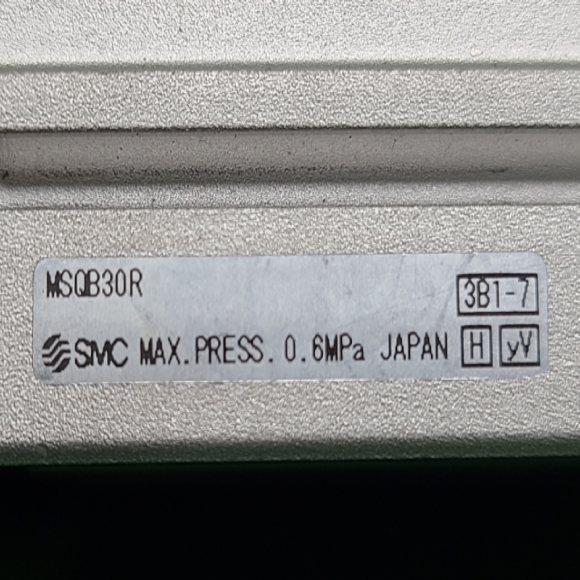 MSQB30R
3B1-7
SMC MAX.PRESS. 0.6MPa JAPAN H yV